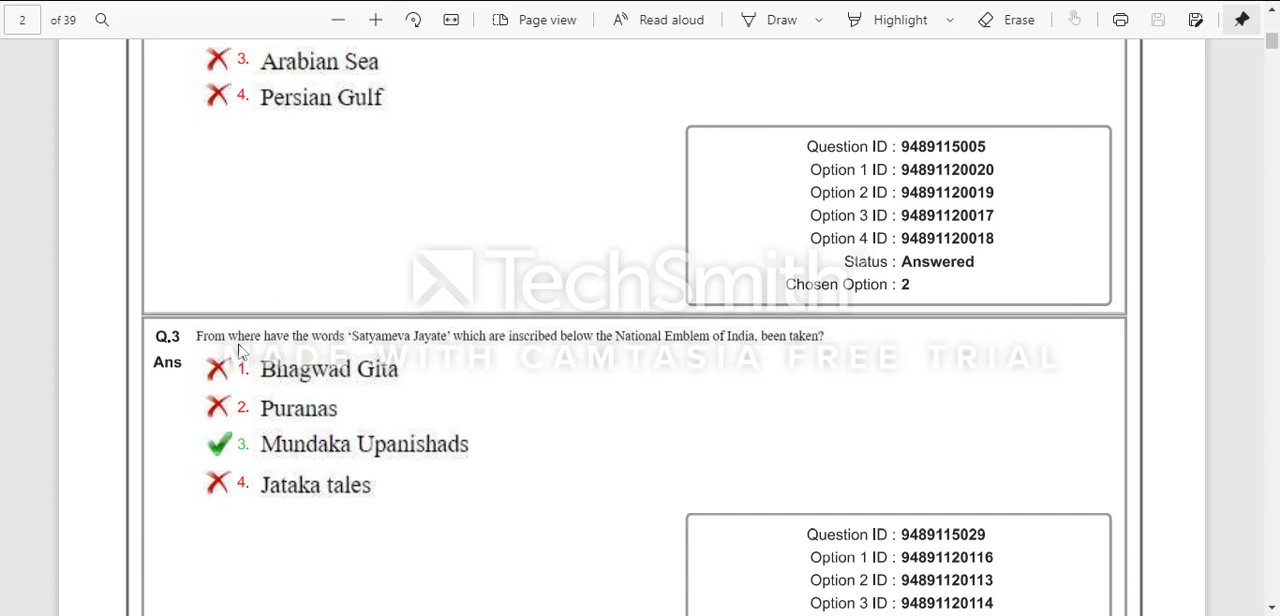 2 of 39 Page view Read aloud Draw Highlight Erase
3. Arabian Sea
4. Persian Gulf
Question ID : 9489115005
Option 1 ID : 94891120020
Option 2 ID : 94891120019
Option 3 ID : 94891120017
Option 4 ID : 94891120018
Status : Answered
Chosen Option : 2
TechSmith
MADE WITH CAMTASIA FREE TRIAL
Q.3 From where have the words ‘Satyameva Jayate’ which are inscribed below the National Emblem of India, been taken?
Ans 1. Bhagwad Gita
2. Puranas
3. Mundaka Upanishads
4. Jataka tales
Question ID : 9489115029
Option 1 ID : 94891120116
Option 2 ID : 94891120113
Option 3 ID : 94891120114